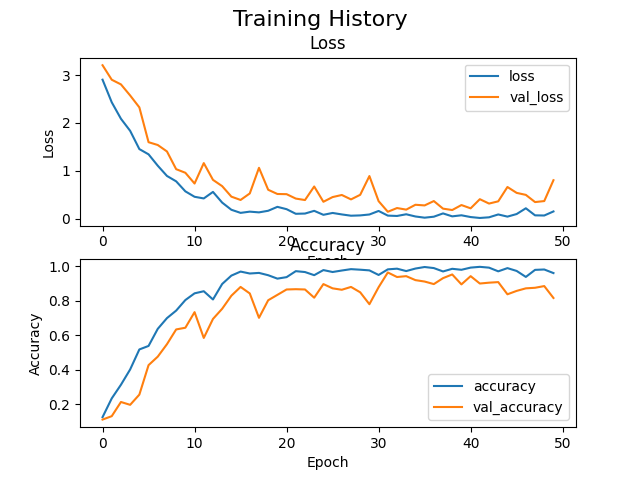 Training History
Loss
Loss
3
2
1
0
loss
val_loss
0 10 20 30 40 50
Epoch
Accuracy
Accuracy
1.0
0.8
0.6
0.4
0.2
accuracy
val_accuracy
0 10 20 30 40 50
Epoch